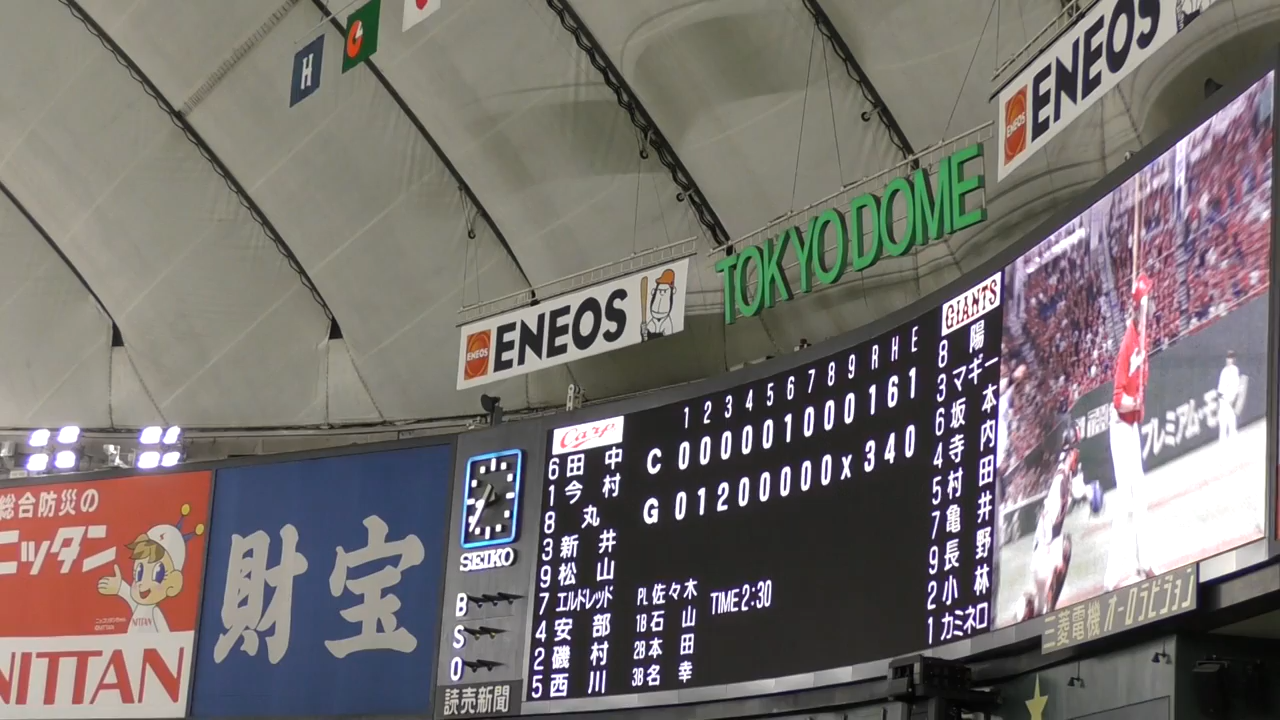 H
G
ENEOS
ENEOS
TOKYO DOME
ENEOS
ENEOS
GIANTS
Carp
1 2 3 4 5 6 7 8 9 R H E
C 0 0 0 0 0 1 0 0 0 1 6 1
G 0 1 2 0 0 0 0 0 x 3 4 0
6 田中
1 今村
8 丸
3 新井
9 松山
7 エルドレッド
4 安部
2 磯村
5 西川
8 陽
3 マギー
6 坂本
4 寺内
5 村田
7 亀井
9 長野
2 小林
1 カミネロ
PL 佐々木
1B 石山
2B 本田
3B 名幸
TIME 2:30
SEIKO
B
S
O
読売新聞
総合防災の
ニッタン
NITTAN
NITTAN
財宝
プレミアム・モルツ
三菱電機 オーロラビジョン